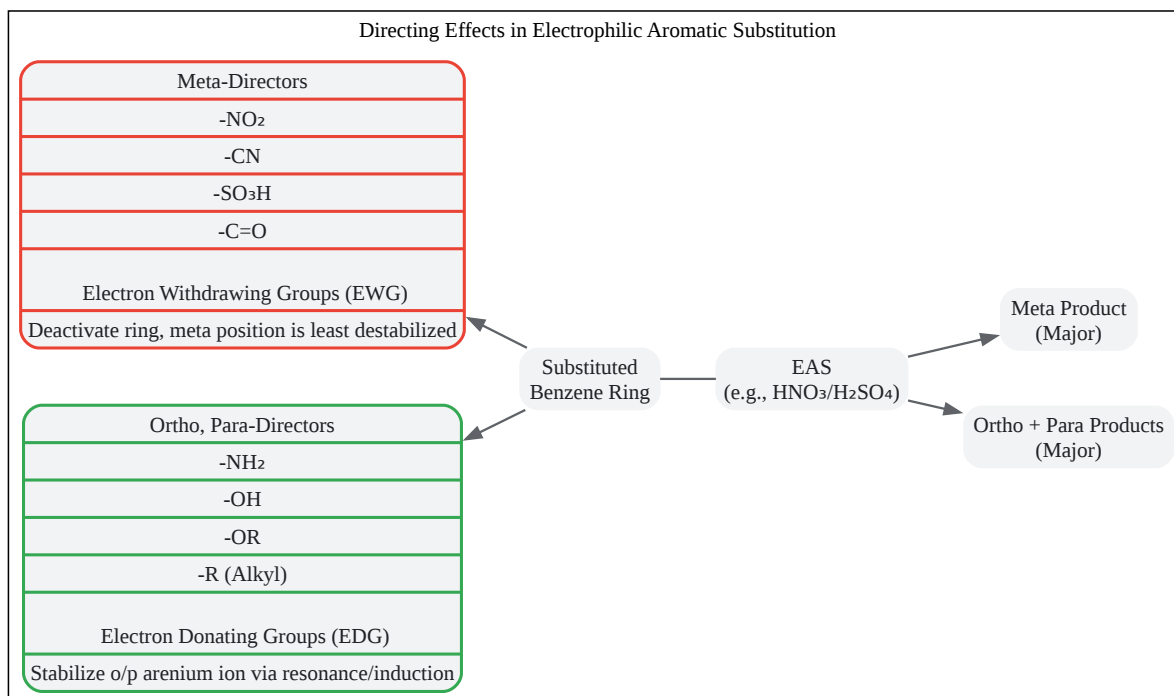 Directing Effects in Electrophilic Aromatic Substitution
Meta-Directors
-NO₂
-CN
-SO₃H
-C=O
Electron Withdrawing Groups (EWG)
Deactivate ring, meta position is least destabilized
Ortho, Para-Directors
-NH₂
-OH
-OR
-R (Alkyl)
Electron Donating Groups (EDG)
Stabilize o/p arenium ion via resonance/induction
Substituted
Benzene Ring
EAS
(e.g., HNO₃/H₂SO₄)
Meta Product
(Major)
Ortho + Para Products
(Major)